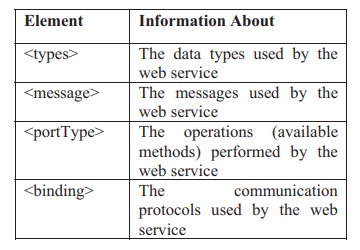 Element Information About
<types> The data types used by the
web service
<message> The messages used by the
web service
<portType> The operations (available
methods) performed by the
web service
<binding> The communication
protocols used by the web
service